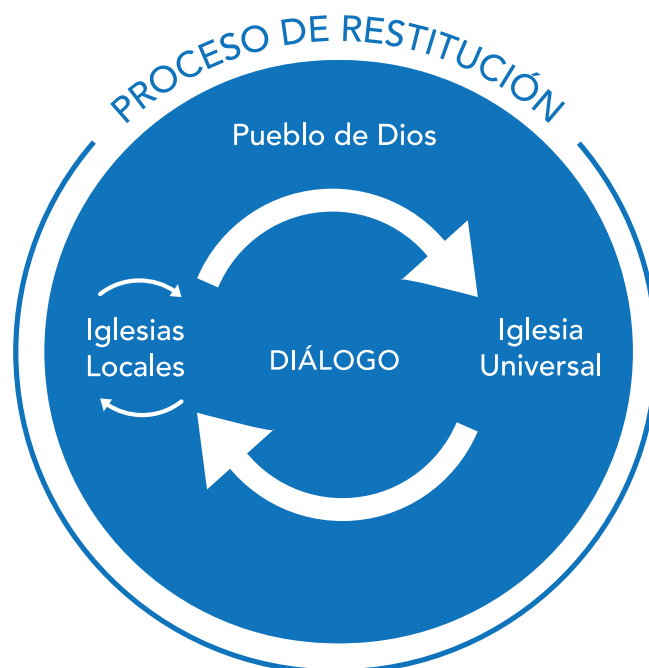 PROCESO DE RESTITUCIÓN
Pueblo de Dios
Iglesias
Locales
DIÁLOGO
Iglesia
Universal